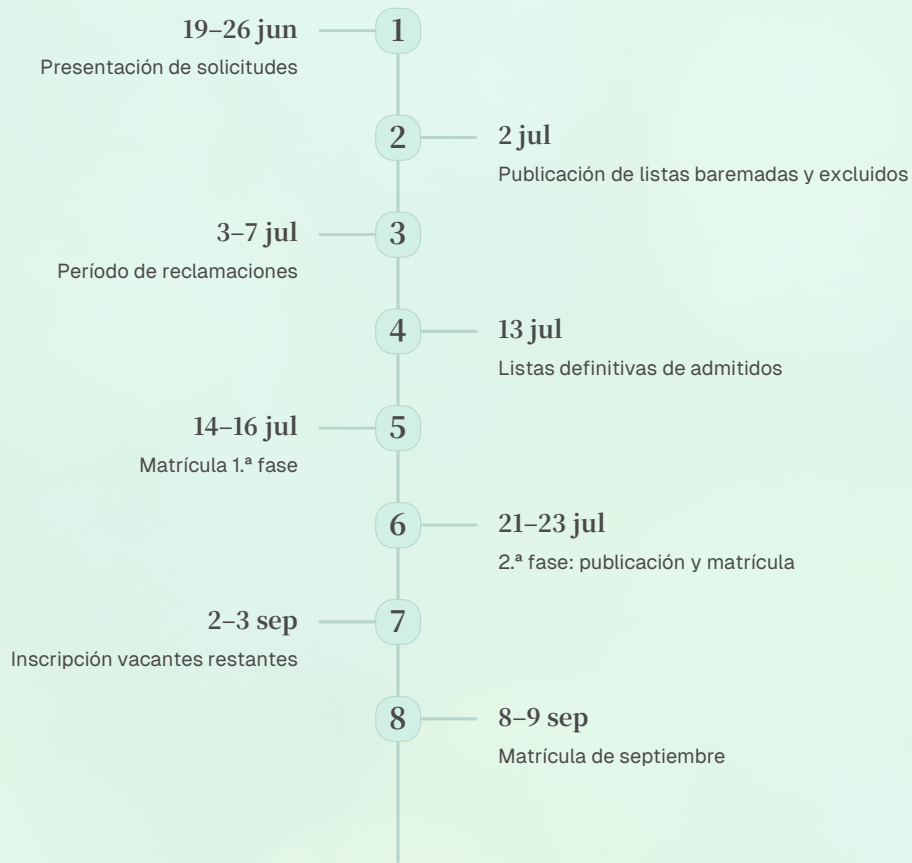 19–26 jun
1
Presentación de solicitudes
2
2 jul
Publicación de listas baremadas y excluidos
3–7 jul
3
Período de reclamaciones
4
13 jul
Listas definitivas de admitidos
14–16 jul
5
Matrícula 1.ª fase
6
21–23 jul
2.ª fase: publicación y matrícula
2–3 sep
7
Inscripción vacantes restantes
8
8–9 sep
Matrícula de septiembre